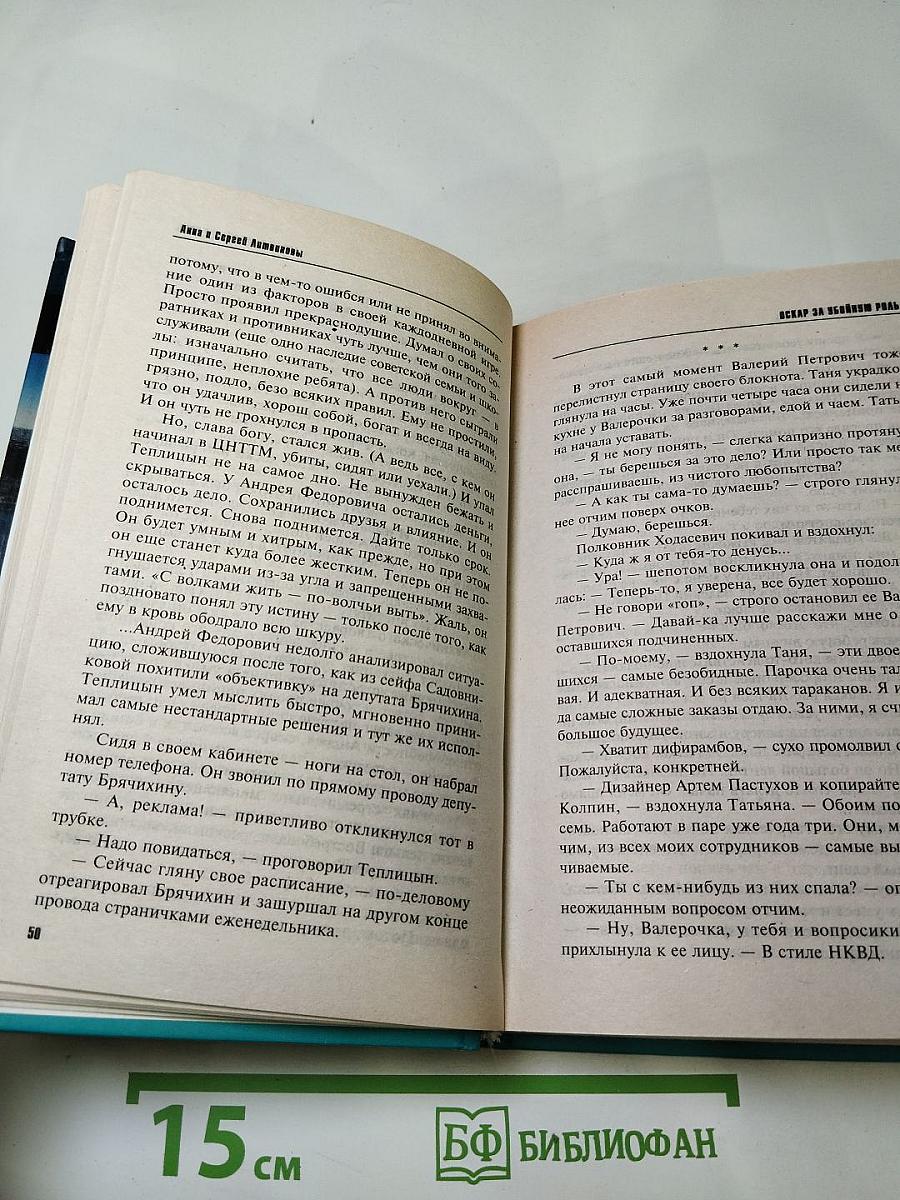 Анна и Сергей Литвиновы
потому, что в чем-то ошибся или не принял во внима-
ние один из факторов в своей каждодневной игре.
Просто проявил прекраснодушие. Думал о своих со-
ратниках и противниках чуть лучше, чем они того за-
служивали (еще одно наследство советской семьи и шко-
лы: изначально считать, что все люди вокруг – в
принципе, неплохие ребята). А против него сыграли
грязно, подло, безо всяких правил. Ему не простили,
что он удачлив, хорош собой, богат и всегда на виду.
И он чуть не грохнулся в пропасть.
Но, слава богу, стался жив. (А ведь все, с кем он
начинал в ЦНТТМ, убиты, сидят или уехали.) И упал
Теплицын не на самое дно. Не вынужден бежать и
скрываться. У Андрея Федоровича остались деньги,
осталось дело. Сохранились друзья и влияние. И он
поднимется. Снова поднимется. Дайте только срок.
Он будет умным и хитрым, как прежде, но при этом
он еще станет куда более жестким. Теперь он не по-
гнушается ударами из-за угла и запрещенными захва-
тами. «С волками жить — по-волчьи выть». Жаль, он
поздновато понял эту истину — только после того, как
ему в кровь ободрало всю шкуру.
...Андрей Федорович недолго анализировал ситуа-
цию, сложившуюся после того, как из сейфа Садовни-
ковой похитили «объективку» на депутата Брячихина.
Теплицын умел мыслить быстро, мгновенно прини-
мал самые нестандартные решения и тут же их испол-
нял.
Сидя в своем кабинете — ноги на стол, он набрал
номер телефона. Он звонил по прямому проводу депу-
тату Брячихину.
— А, реклама! — приветливо откликнулся тот в
трубке.
— Надо повидаться, — проговорил Теплицын.
— Сейчас гляну свое расписание, — по-деловому
отреагировал Брячихин и зашуршал на другом конце
провода страничками еженедельника.
50
ОСКАР ЗА УБОЙНУЮ РОЛЬ
* * *
В этот самый момент Валерий Петрович тоже
перелистнул страницу своего блокнота. Таня украдкой
глянула на часы. Уже почти четыре часа они сидели н
кухне у Валерочки за разговорами, едой и чаем. Тать
на начала уставать.
— Я не могу понять, — слегка капризно протяну
она, — ты берешься за это дело? Или просто так ме
расспрашиваешь, из чистого любопытства?
— А как ты сама-то думаешь? — строго глянул
нее отчим поверх очков.
— Думаю, берешься.
Полковник Ходасевич покивал и вздохнул:
— Куда ж я от тебя-то денусь...
— Ура! — шепотом воскликнула она и подол
лась: — Теперь-то, я уверена, все будет хорошо.
— Не говори «гоп», — строго остановил ее Ва
Петрович. — Давай-ка лучше расскажи мне о
оставшихся подчиненных.
— По-моему, — вздохнула Таня, — эти двое
шихся — самые безобидные. Парочка очень тал
вая. И адекватная. И без всяких тараканов. Я и
да самые сложные заказы отдаю. За ними, я сч
большое будущее.
— Хватит дифирамбов, — сухо промолвил о
Пожалуйста, конкретней.
— Дизайнер Артем Пастухов и копирайте
Колпин, — вздохнула Татьяна. — Обоим по
семь. Работают в паре уже года три. Они, м
чим, из всех моих сотрудников — самые вы
чиваемые.
— Ты с кем-нибудь из них спала? — ог
неожиданным вопросом отчим.
— Ну, Валерочка, у тебя и вопросики
прихлынула к ее лицу. — В стиле НКВД.
15 см
БФ БИБЛИОФАН